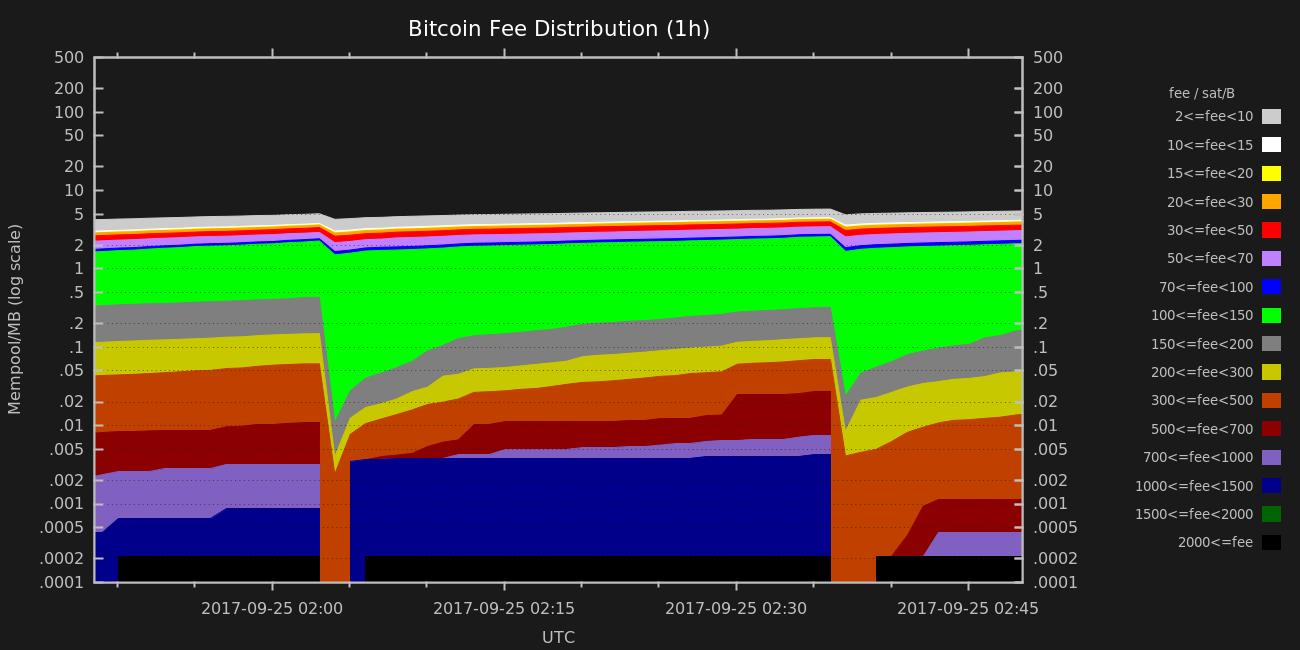 Bitcoin Fee Distribution (1h)
500
200
100
50
20
10
5
2
1
.5
.2
.1
.05
.02
.01
.005
.002
.001
.0005
.0002
.0001
Mempool/MB (log scale)
500
200
100
50
20
10
5
2
1
.5
.2
.1
.05
.02
.01
.005
.002
.001
.0005
.0002
.0001
2017-09-25 02:00
2017-09-25 02:15
2017-09-25 02:30
2017-09-25 02:45
UTC
fee / sat/B
2<=fee<10
10<=fee<15
15<=fee<20
20<=fee<30
30<=fee<50
50<=fee<70
70<=fee<100
100<=fee<150
150<=fee<200
200<=fee<300
300<=fee<500
500<=fee<700
700<=fee<1000
1000<=fee<1500
1500<=fee<2000
2000<=fee